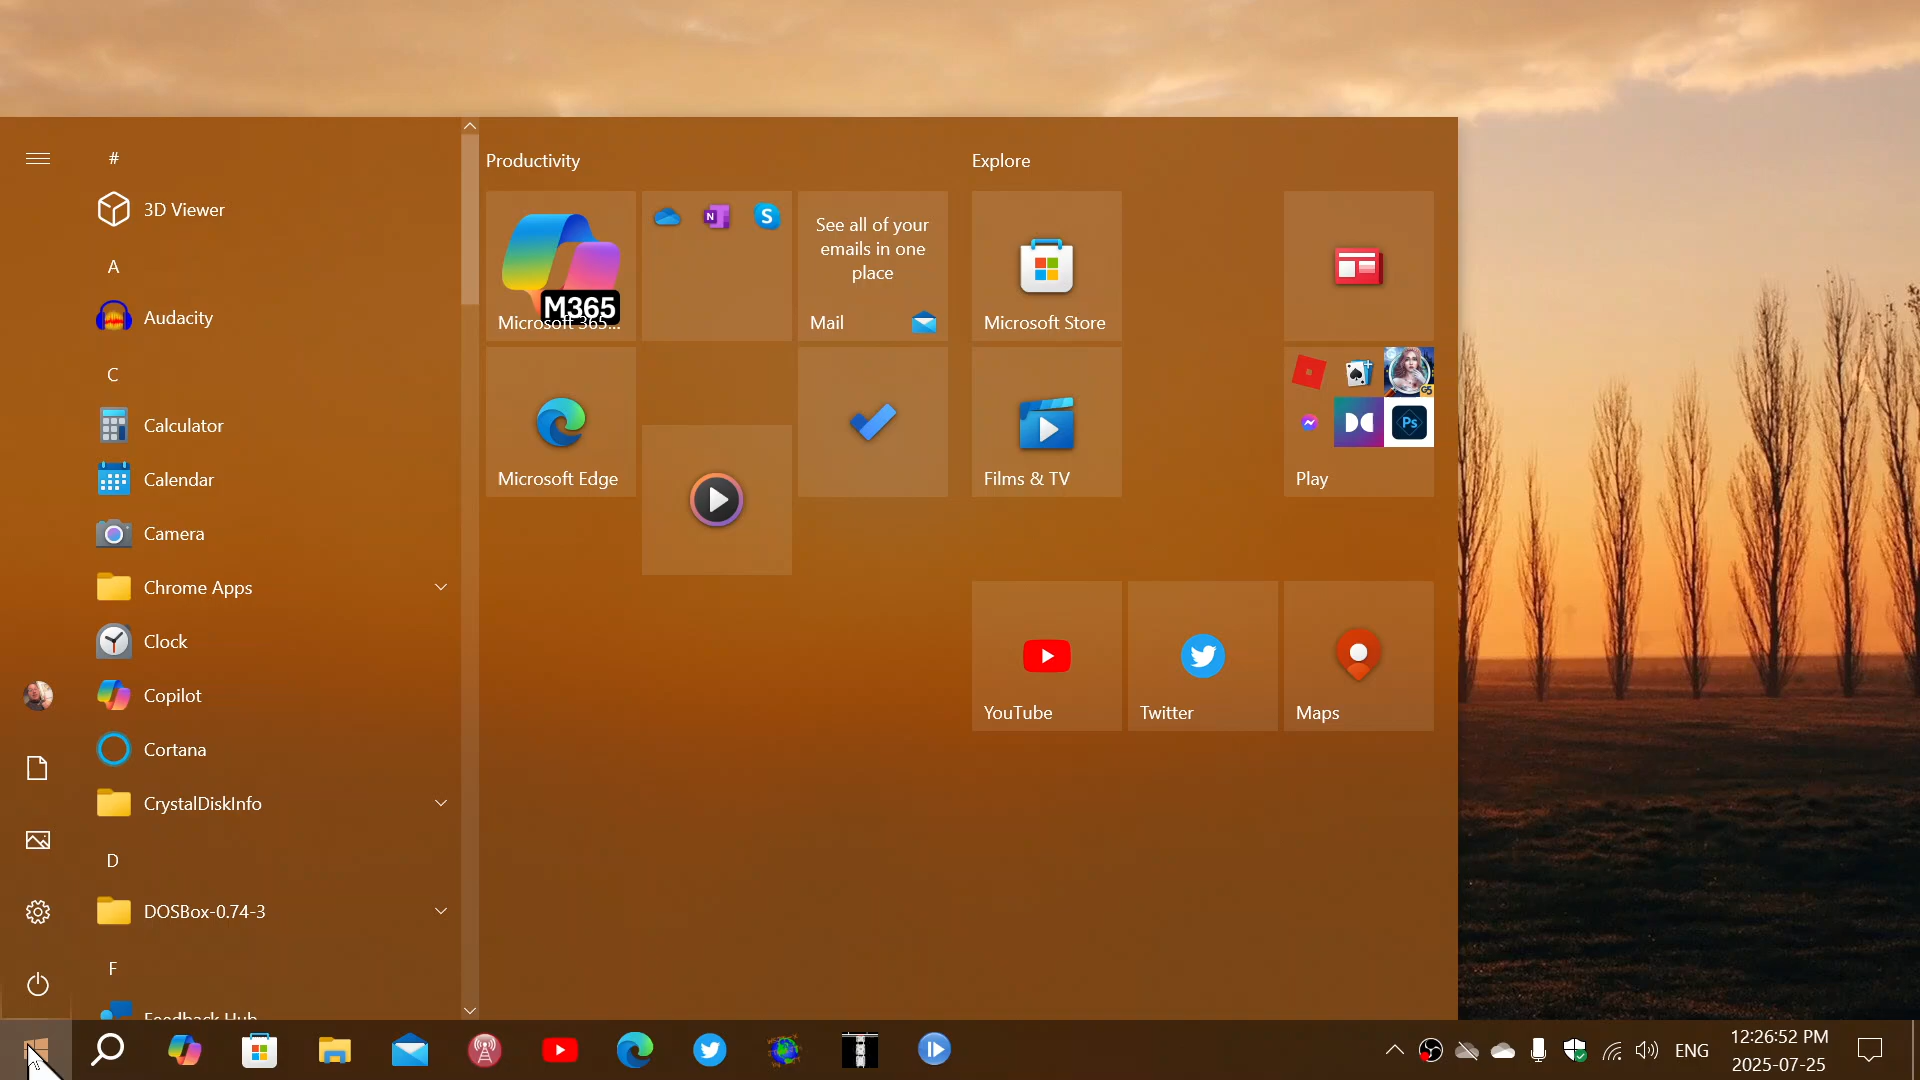 #
3D Viewer
A
Audacity
C
Calculator
Calendar
Camera
Chrome Apps
Clock
Copilot
Cortana
CrystalDiskInfo
D
DOSBox-0.74-3
F
Feedback Hub
Productivity
M365
Microsoft 365...
N
S
See all of your
emails in one
place
Mail
Microsoft Edge
Explore
Microsoft Store
Films & TV
G5
Ps
Play
YouTube
Twitter
Maps
ENG
12:26:52 PM
2025-07-25